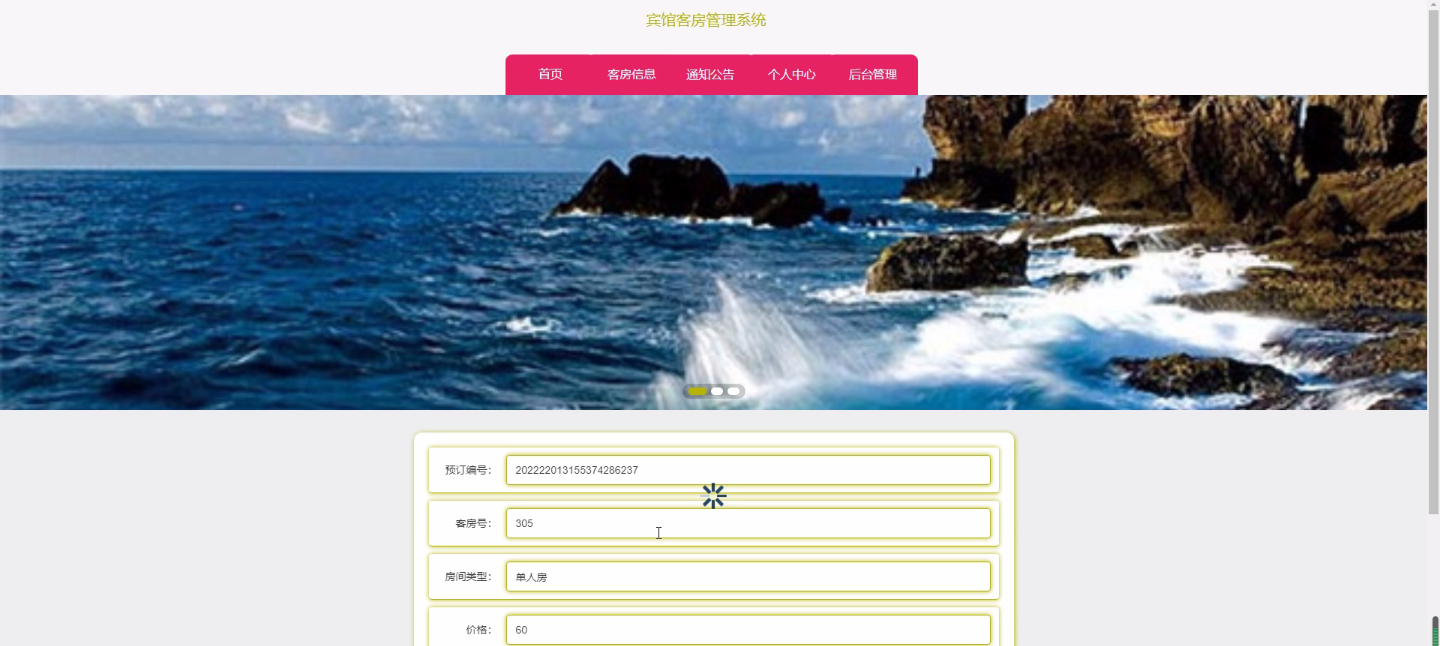 宾馆客房管理系统
首页 客房信息 通知公告 个人中心 后台管理
预订编号： 202222013155374286237
客房号： 305
房间类型： 单人房
价格： 60